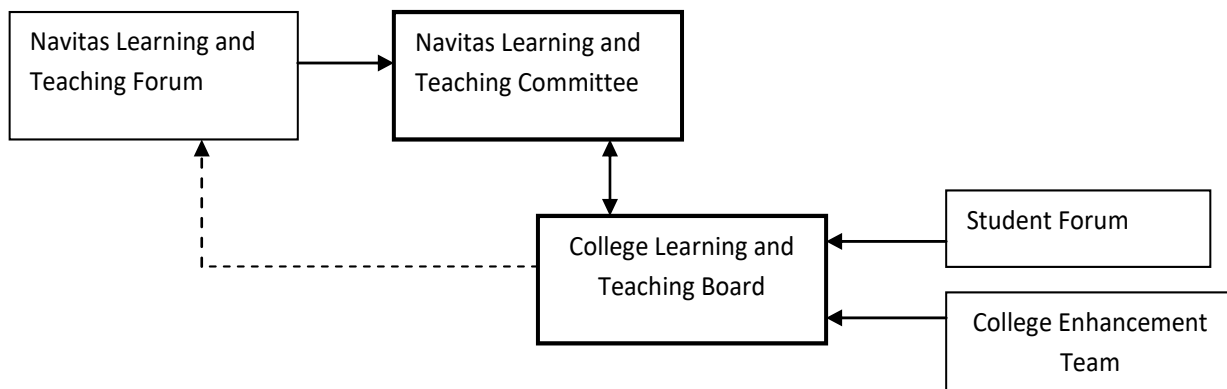 Navitas Learning and
Teaching Forum
Navitas Learning and
Teaching Committee
College Learning and
Teaching Board
Student Forum
College Enhancement
Team